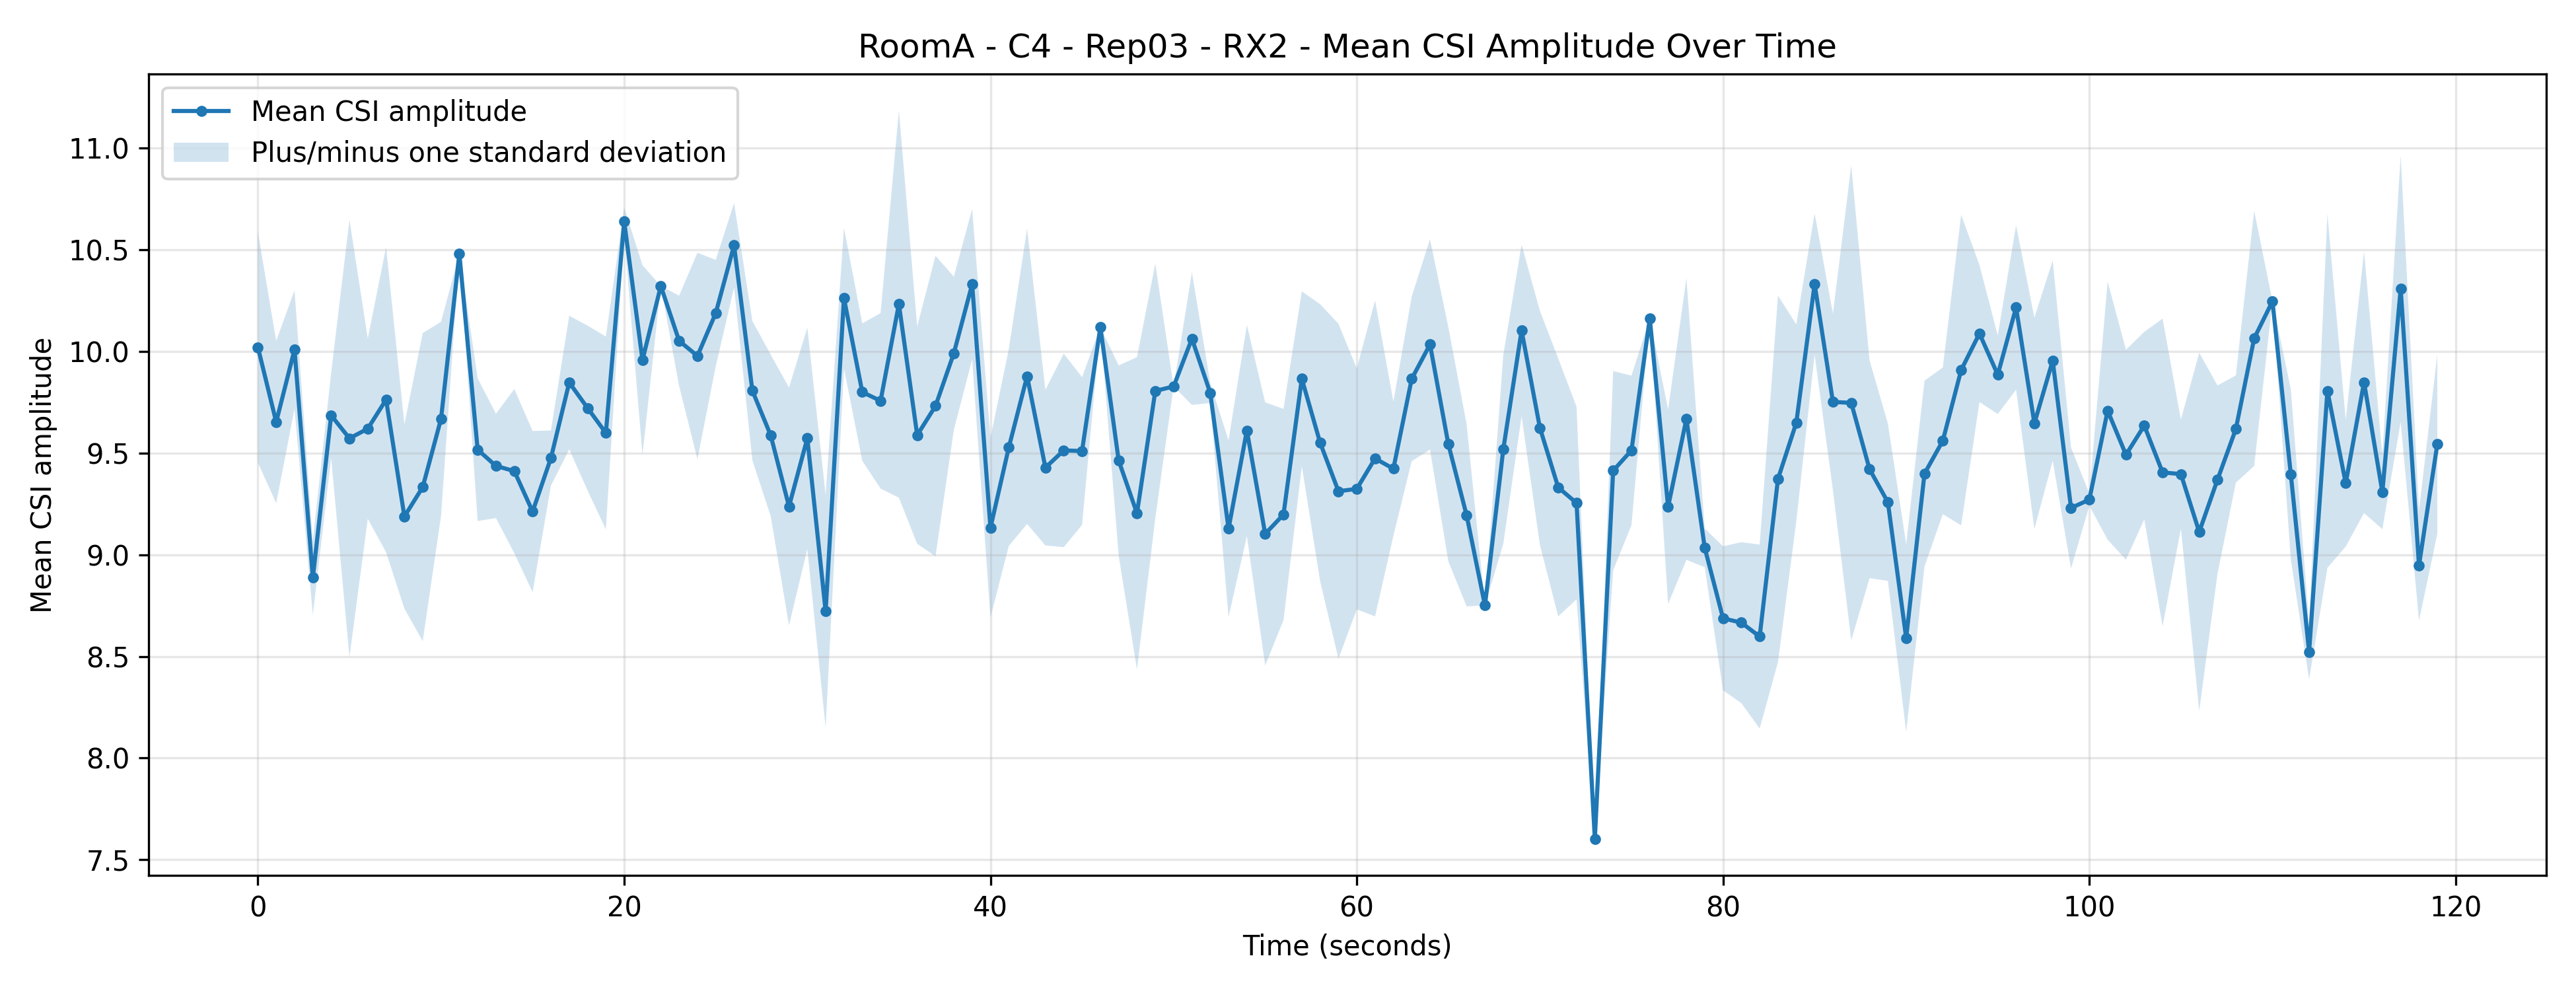 RoomA - C4 - Rep03 - RX2 - Mean CSI Amplitude Over Time
Mean CSI amplitude
Plus/minus one standard deviation
11.0
10.5
10.0
9.5
9.0
8.5
8.0
7.5
Mean CSI amplitude
0 20 40 60 80 100 120
Time (seconds)